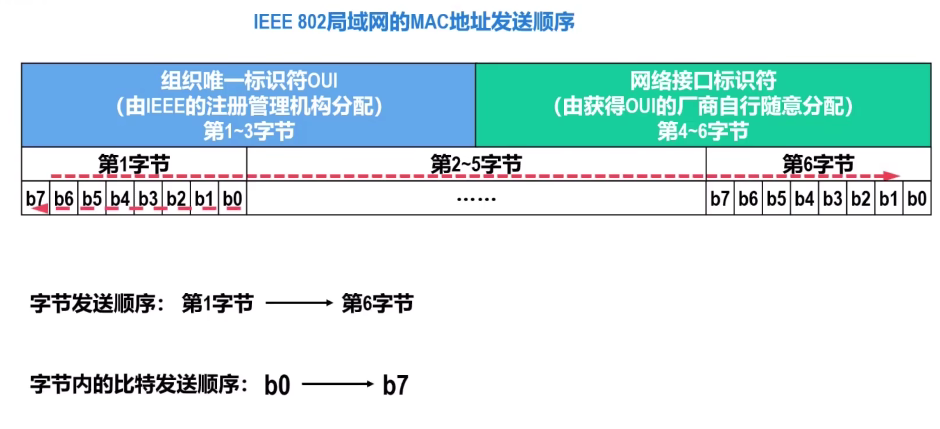 IEEE 802局域网的MAC地址发送顺序
组织唯一标识符OUI
（由IEEE的注册管理机构分配）
第1~3字节
网络接口标识符
（由获得OUI的厂商自行随意分配）
第4~6字节
第1字节 第2~5字节 第6字节
b7 b6 b5 b4 b3 b2 b1 b0 …… b7 b6 b5 b4 b3 b2 b1 b0
字节发送顺序： 第1字节 第6字节
字节内的比特发送顺序： b0 b7